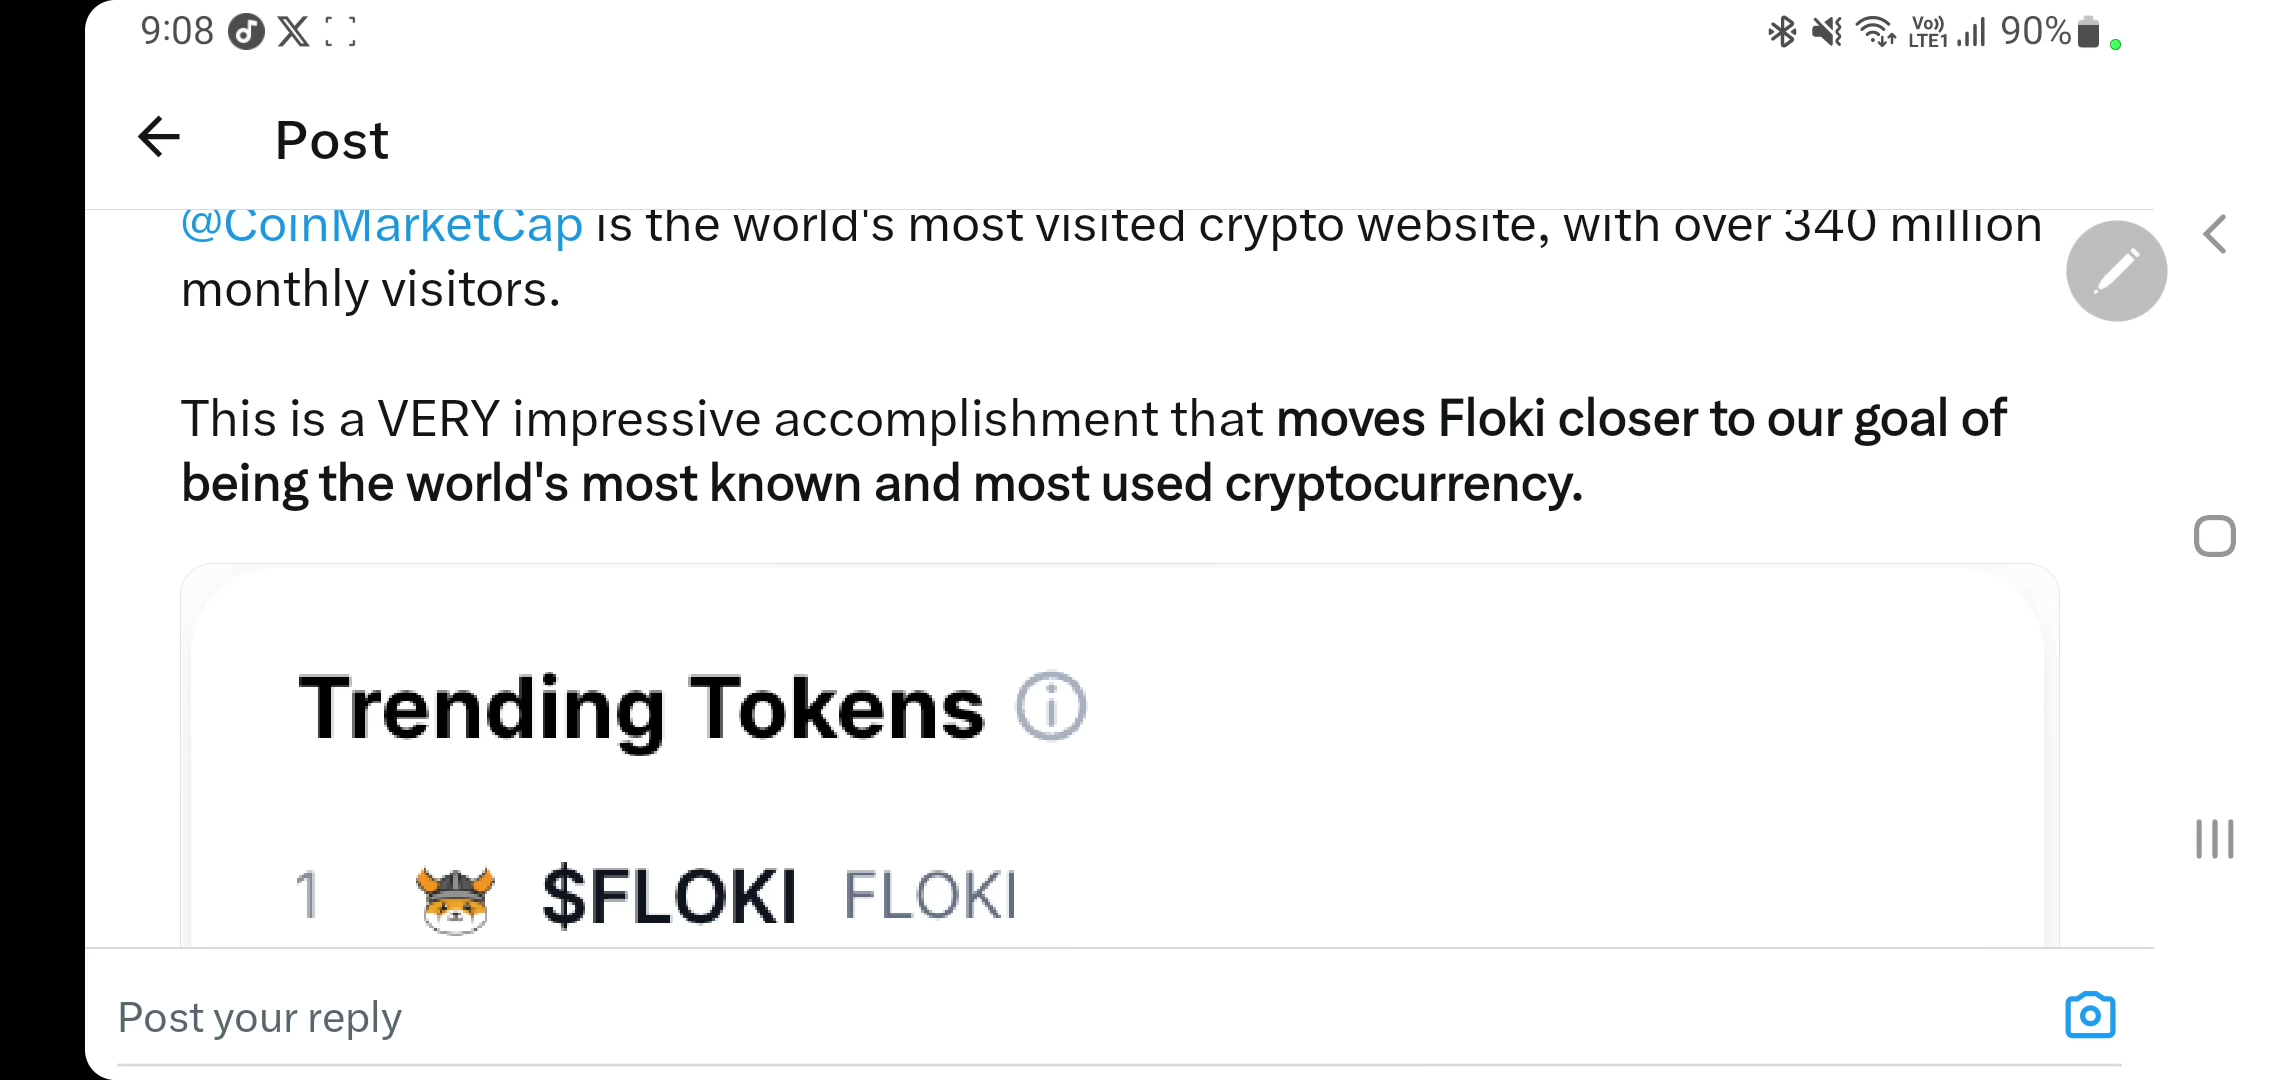 9:08
Vo)) LTE1 90%
Post
@CoinMarketCap is the world's most visited crypto website, with over 340 million
monthly visitors.
This is a VERY impressive accomplishment that moves Floki closer to our goal of
being the world's most known and most used cryptocurrency.
Trending Tokens
1 $FLOKI FLOKI
Post your reply